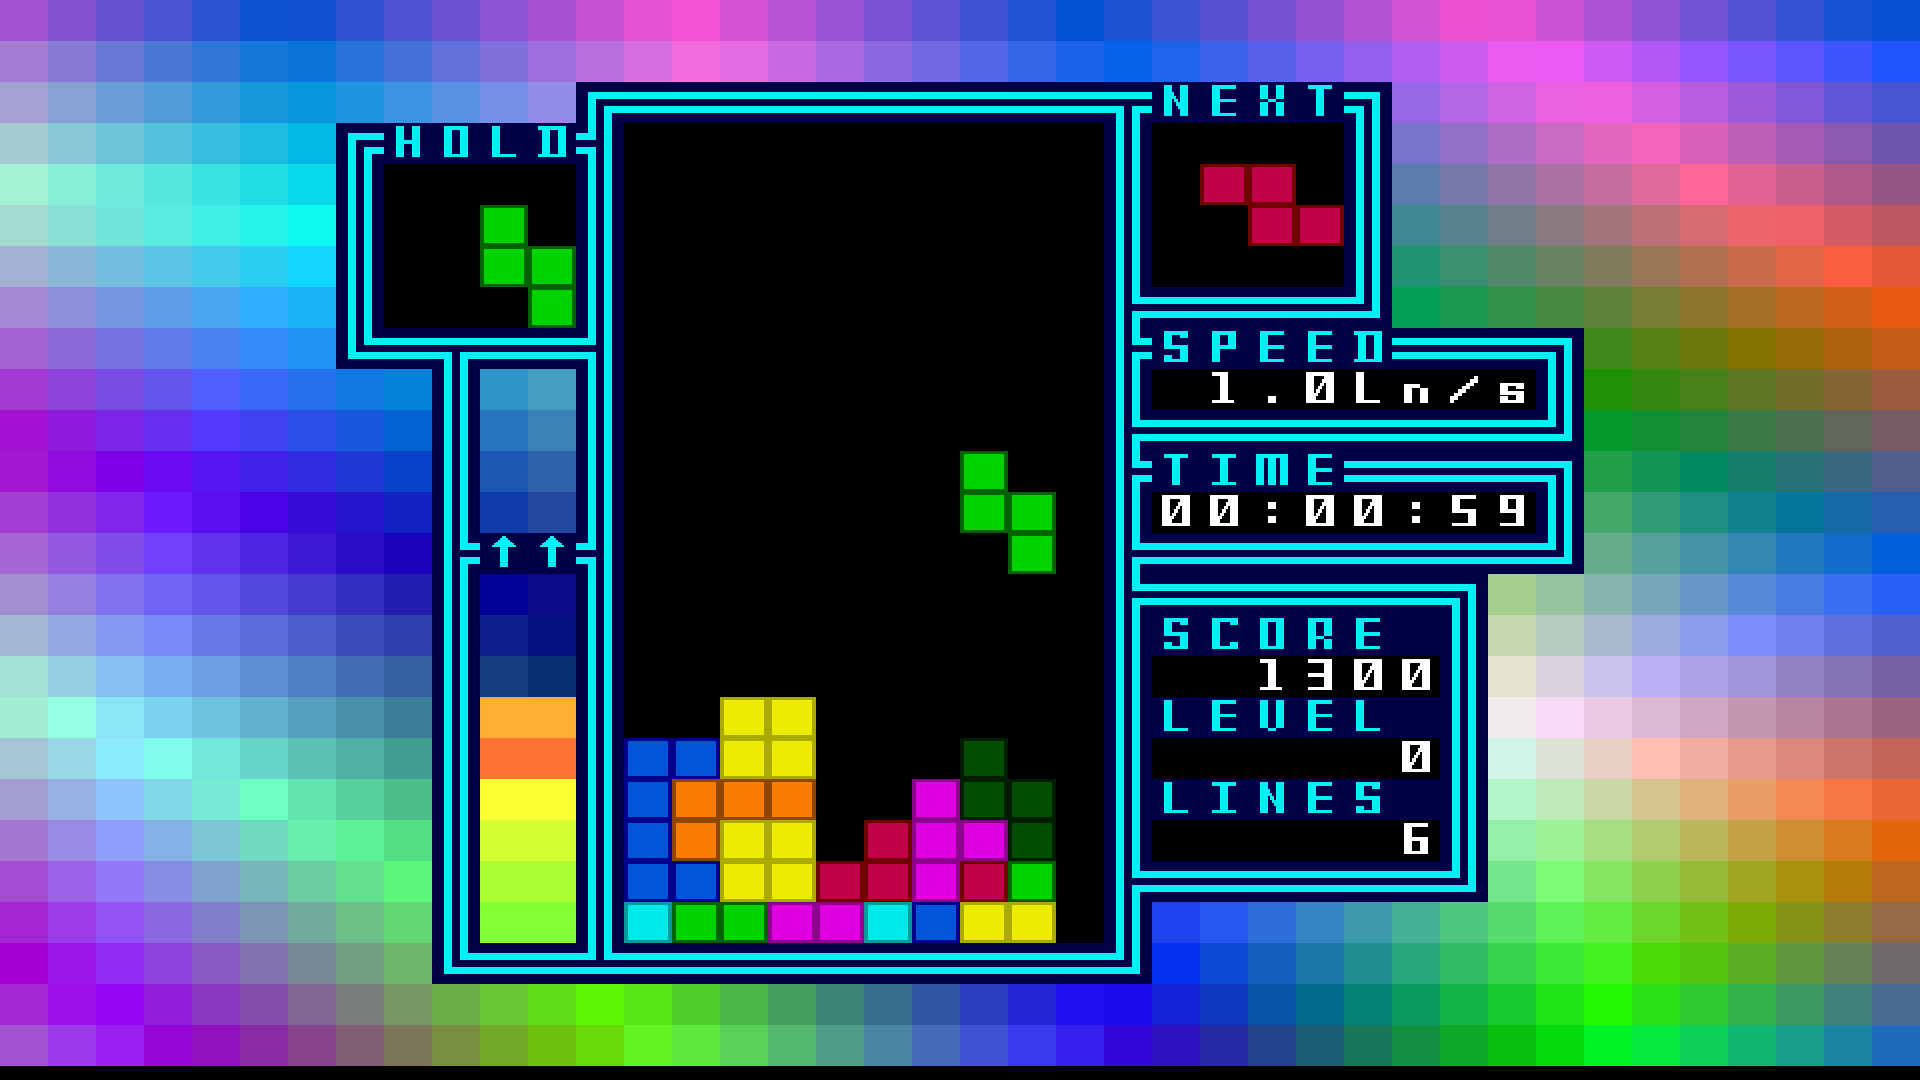 HOLD
NEXT
SPEED
1.0Ln/s
TIME
00:00:59
SCORE
1300
LEVEL
0
LINES
6